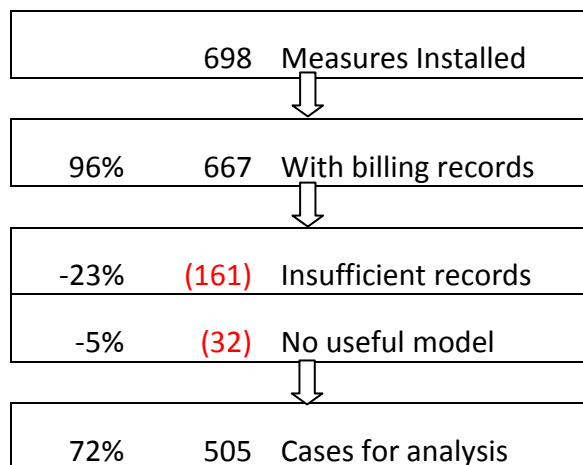 698 Measures Installed
96% 667 With billing records
-23% (161) Insufficient records
-5% (32) No useful model
72% 505 Cases for analysis